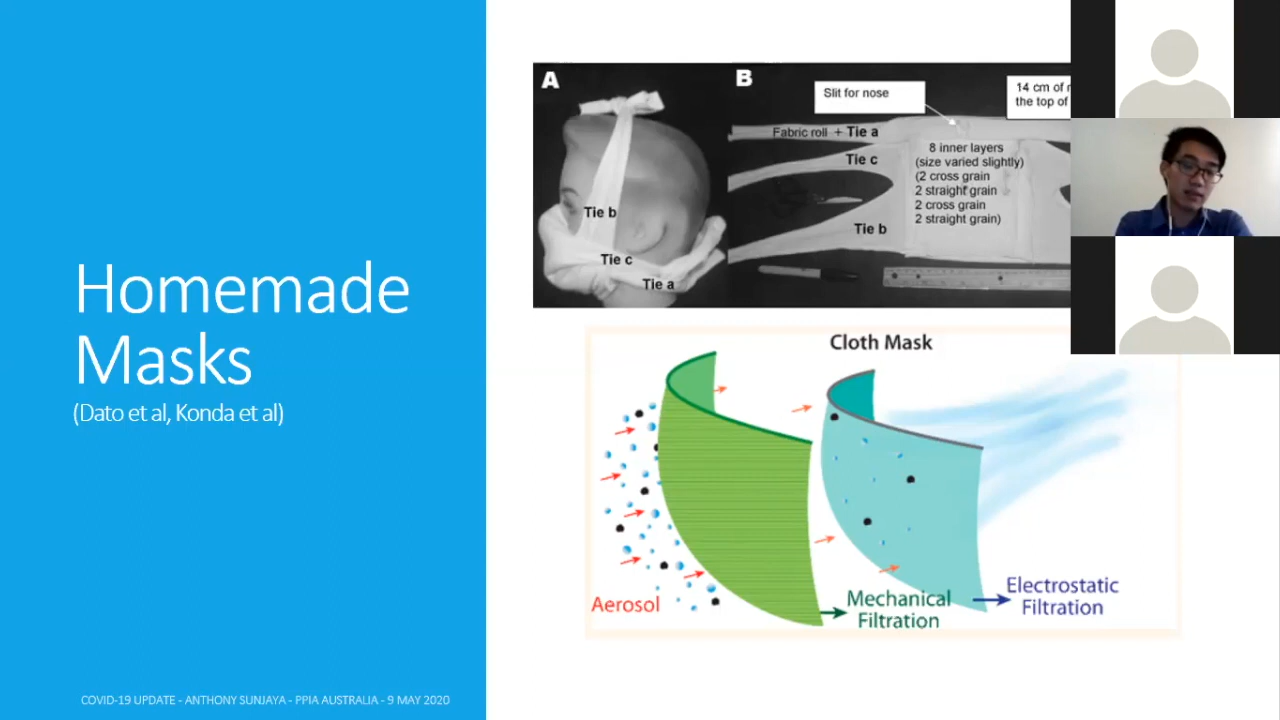 Homemade
Masks
(Dato et al, Konda et al)
COVID-19 UPDATE - ANTHONY SUNJAYA - PPIA AUSTRALIA - 9 MAY 2020
A
Tie b
Tie c
Tie a
B
Slit for nose
14 cm of
the top of
Fabric roll + Tie a
Tie c
Tie b
8 inner layers
(size varied slightly)
(2 cross grain
2 straight grain
2 cross grain
2 straight grain)
Cloth Mask
Aerosol
Mechanical
Filtration
Electrostatic
Filtration